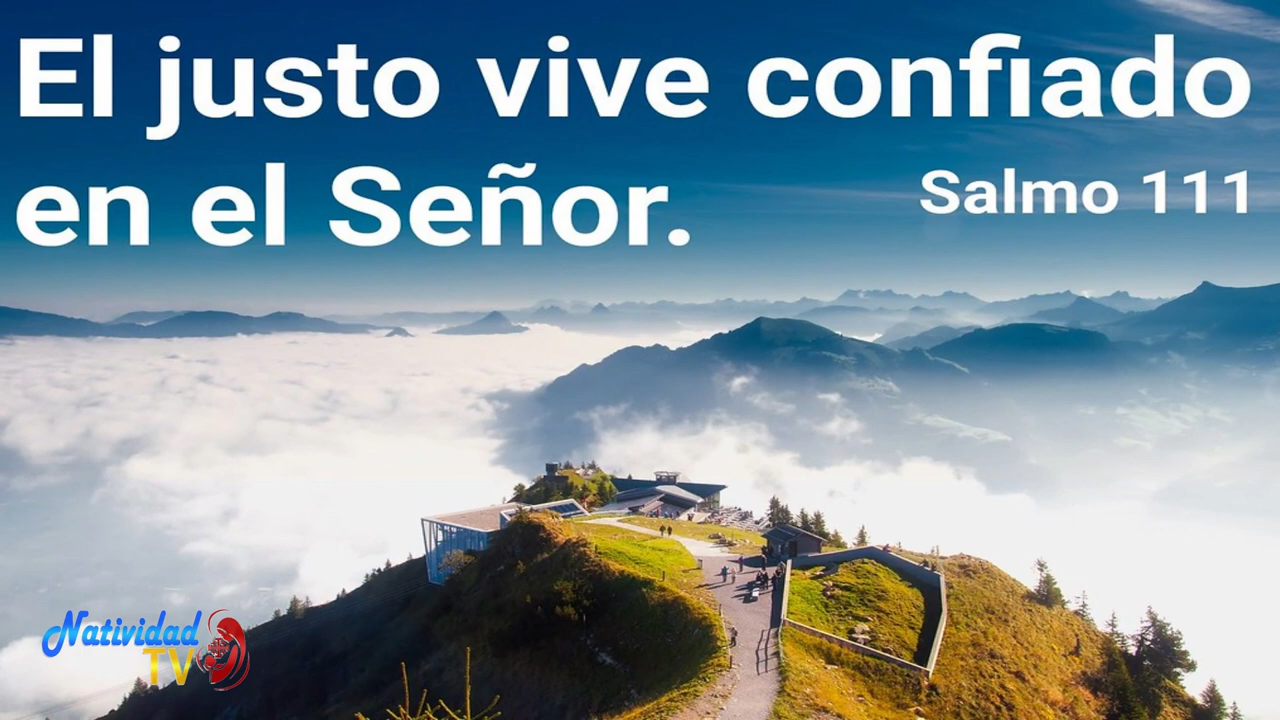 El justo vive confiado
en el Señor.
Salmo 111
Natividad
TV